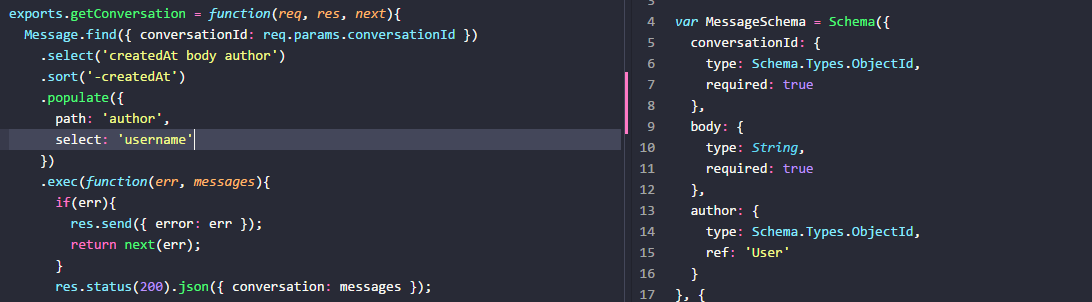 exports.getConversation = function(req, res, next){
Message.find({ conversationId: req.params.conversationId })
.select('createdAt body author')
.sort('-createdAt')
.populate({
path: 'author',
select: 'username'
})
.exec(function(err, messages){
if(err){
res.send({ error: err });
return next(err);
}
res.status(200).json({ conversation: messages });
3
4 var MessageSchema = Schema({
5 conversationId: {
6 type: Schema.Types.ObjectId,
7 required: true
8 },
9 body: {
10 type: String,
11 required: true
12 },
13 author: {
14 type: Schema.Types.ObjectId,
15 ref: 'User'
16 }
17 }, {